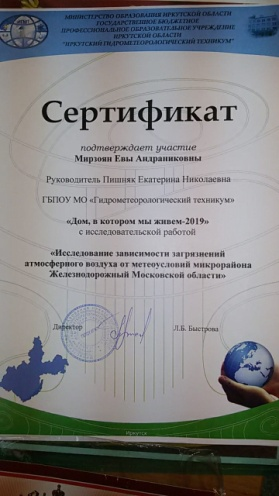 МИНИСТЕРСТВО ОБРАЗОВАНИЯ ИРКУТСКОЙ ОБЛАСТИ
ГОСУДАРСТВЕННОЕ БЮДЖЕТНОЕ
ПРОФЕССИОНАЛЬНОЕ ОБРАЗОВАТЕЛЬНОЕ УЧРЕЖДЕНИЕ
ИРКУТСКОЙ ОБЛАСТИ
"ИРКУТСКИЙ ГИДРОМЕТЕОРОЛОГИЧЕСКИЙ ТЕХНИКУМ"
Сертификат
подтверждает участие
Мирзоян Евы Андраниковны
Руководитель Пишняк Екатерина Николаевна
ГБПОУ МО «Гидрометеорологический техникум»
«Дом, в котором мы живем-2019»
с исследовательской работой
«Исследование зависимости загрязнений
атмосферного воздуха от метеоусловий микрорайона
Железнодорожный Московской области»
Директор
Л.Б. Быстрова
Иркутск